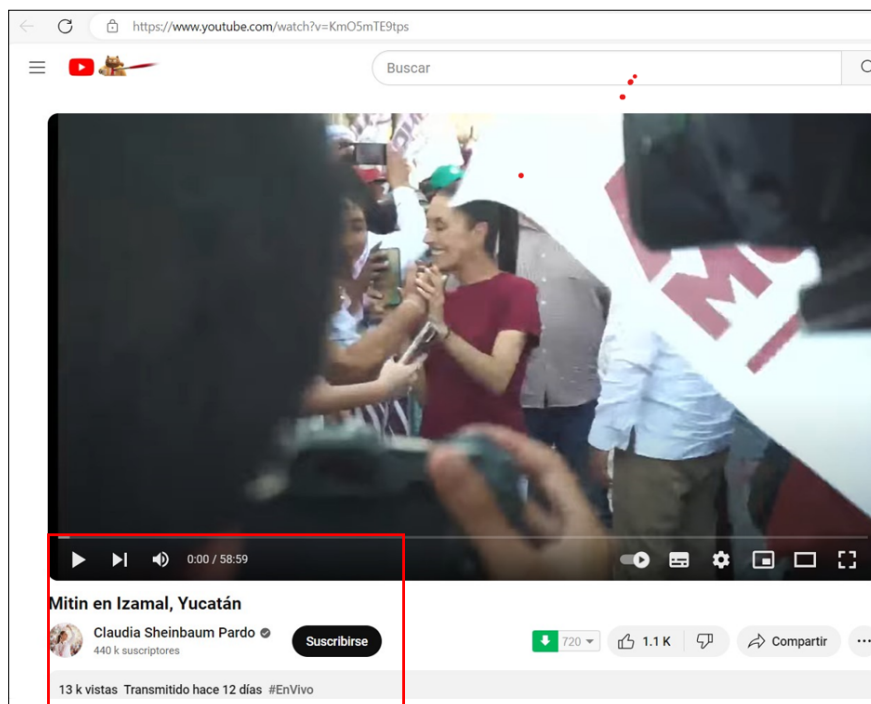 https://www.youtube.com/watch?v=KmO5mTE9tps
Buscar
MO
0:00 / 58:59
Mitin en Izamal, Yucatán
Claudia Sheinbaum Pardo
440 k suscriptores
Suscribirse
720
1.1 K
Compartir
13 k vistas Transmitido hace 12 días #EnVivo